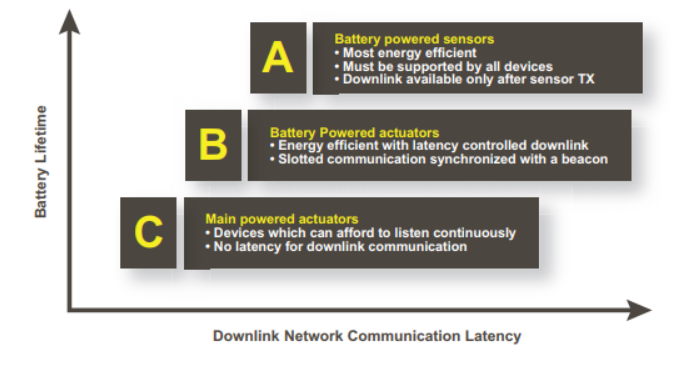 Battery Lifetime
A
Battery powered sensors
• Most energy efficient
• Must be supported by all devices
• Downlink available only after sensor TX
B
Battery Powered actuators
• Energy efficient with latency controlled downlink
• Slotted communication synchronized with a beacon
C
Main powered actuators
• Devices which can afford to listen continuously
• No latency for downlink communication
Downlink Network Communication Latency